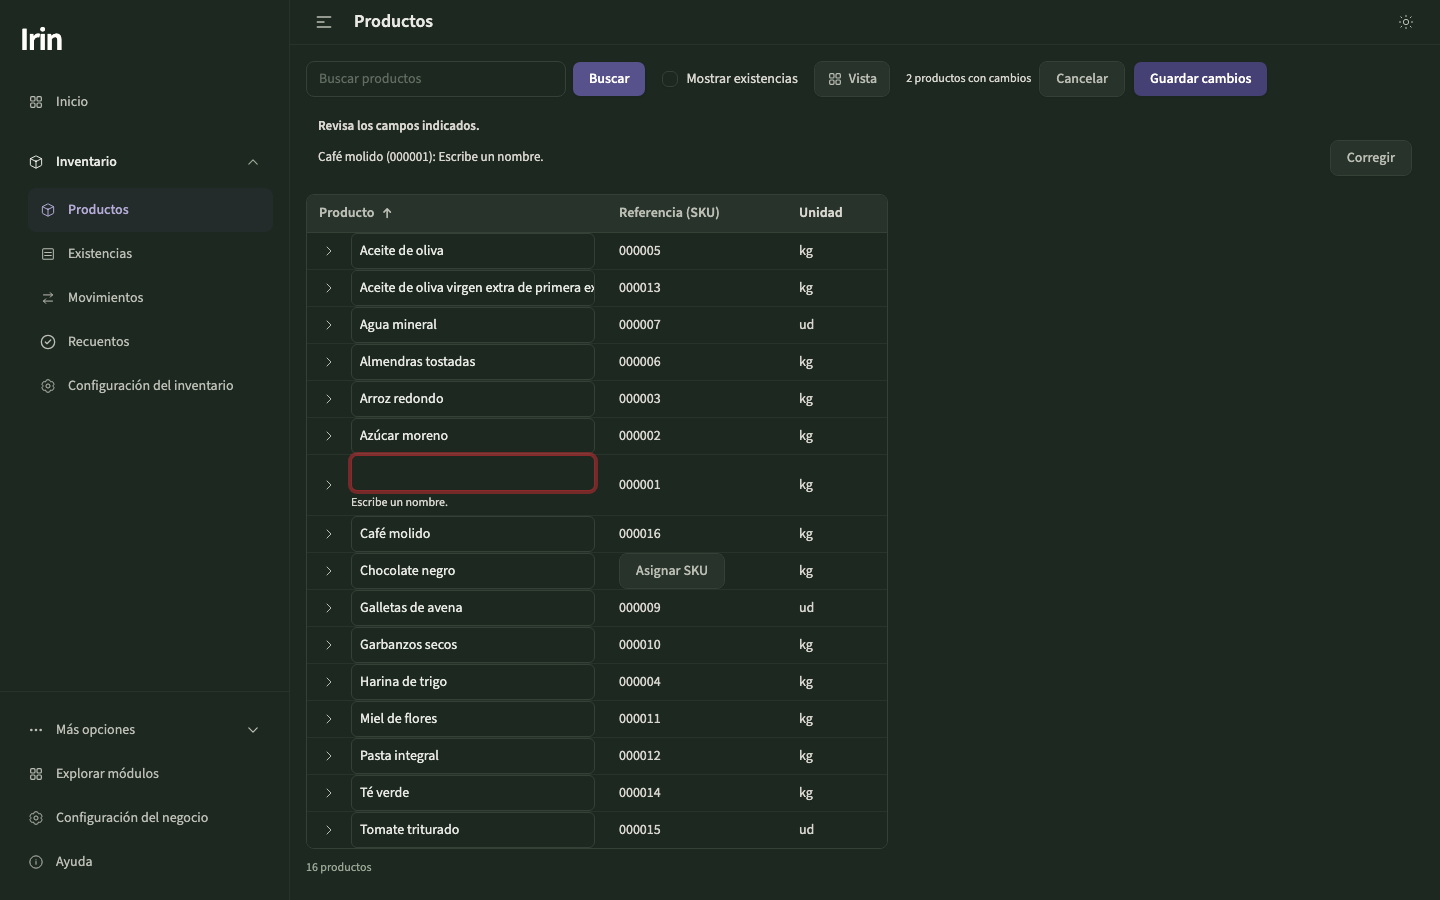 Irin
Productos
Inicio
Inventario
Productos
Existencias
Movimientos
Recuentos
Configuración del inventario
Más opciones
Explorar módulos
Configuración del negocio
Ayuda
Buscar productos
Buscar
Mostrar existencias
Vista
2 productos con cambios
Cancelar
Guardar cambios
Revisa los campos indicados.
Café molido (000001): Escribe un nombre.
Corregir
Producto Referencia (SKU) Unidad
Aceite de oliva 000005 kg
Aceite de oliva virgen extra de primera 000013 kg
Agua mineral 000007 ud
Almendras tostadas 000006 kg
Arroz redondo 000003 kg
Azúcar moreno 000002 kg
000001 kg
Escribe un nombre.
Café molido 000016 kg
Chocolate negro Asignar SKU kg
Galletas de avena 000009 ud
Garbanzos secos 000010 kg
Harina de trigo 000004 kg
Miel de flores 000011 kg
Pasta integral 000012 kg
Té verde 000014 kg
Tomate triturado 000015 ud
16 productos